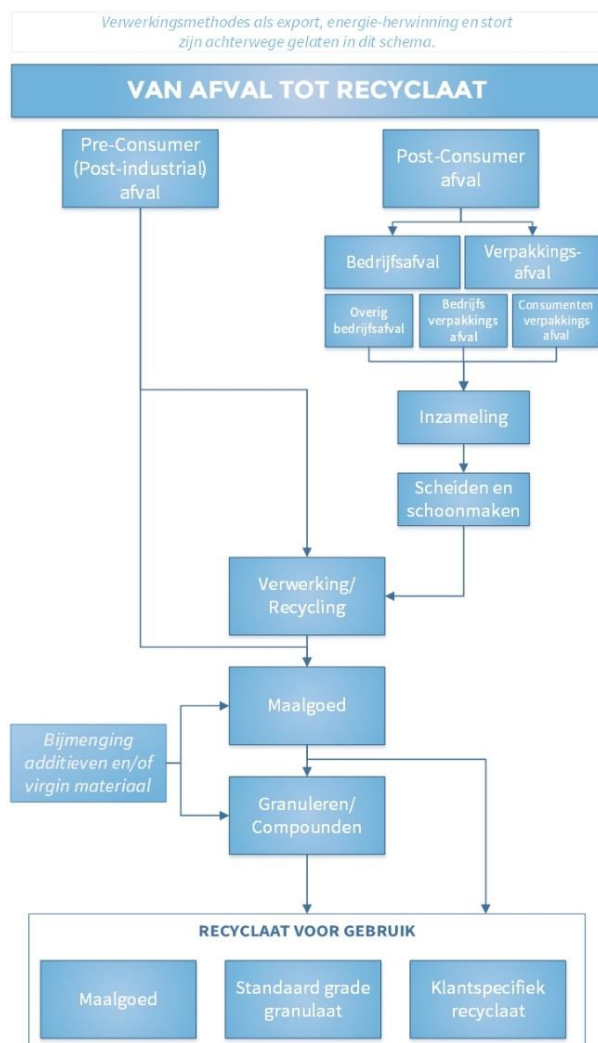 Verwerkingsmethodes als export, energie-herwinning en stort
zijn achterwege gelaten in dit schema.
VAN AFVAL TOT RECYCLAAT
Pre-Consumer
(Post-industrial)
afval
Post-Consumer
afval
Bedrijfsafval
Verpakkings-
afval
Overig
bedrijfsafval
Bedrijfs
verpakkings
afval
Consumenten
verpakkings
afval
Inzameling
Scheiden en
schoonmaken
Verwerking/
Recycling
Maalgoed
Bijmenging
additieven en/of
virgin materiaal
Granuleren/
Compounden
RECYCLAAT VOOR GEBRUIK
Maalgoed
Standaard grade
granulaat
Klantspecifiek
recyclaat